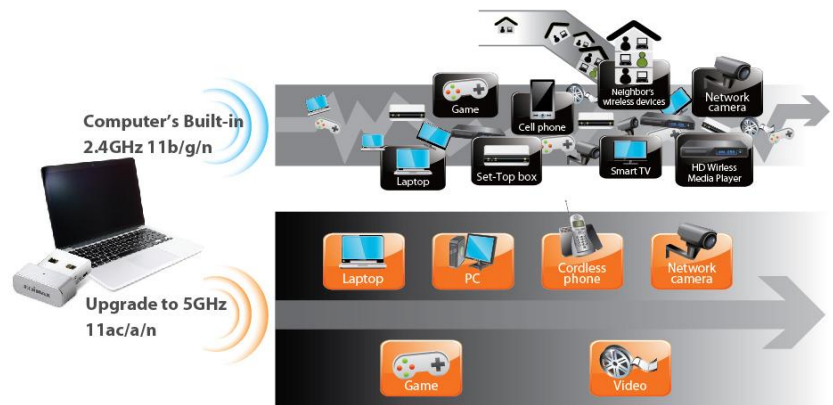 Computer's Built-in
2.4GHz 11b/g/n
Game
Cell phone
Neighbor's
wireless devices
Network
camera
Laptop
Set-Top box
Smart TV
HD Wirless
Media Player
Upgrade to 5GHz
11ac/a/n
Laptop
PC
Cordless
phone
Network
camera
Game
Video